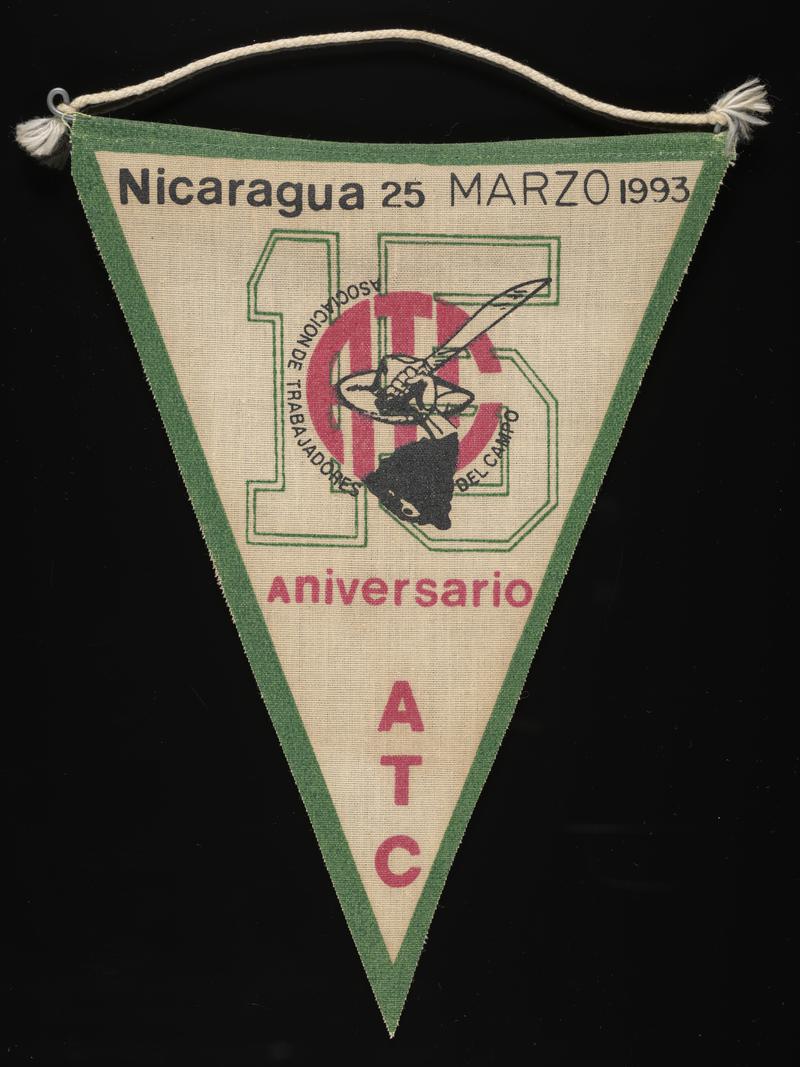 Nicaragua 25 MARZO 1993
15
ASOCIACION DE TRABAJADORES DEL CAMPO
ATC
Aniversario
A
T
C